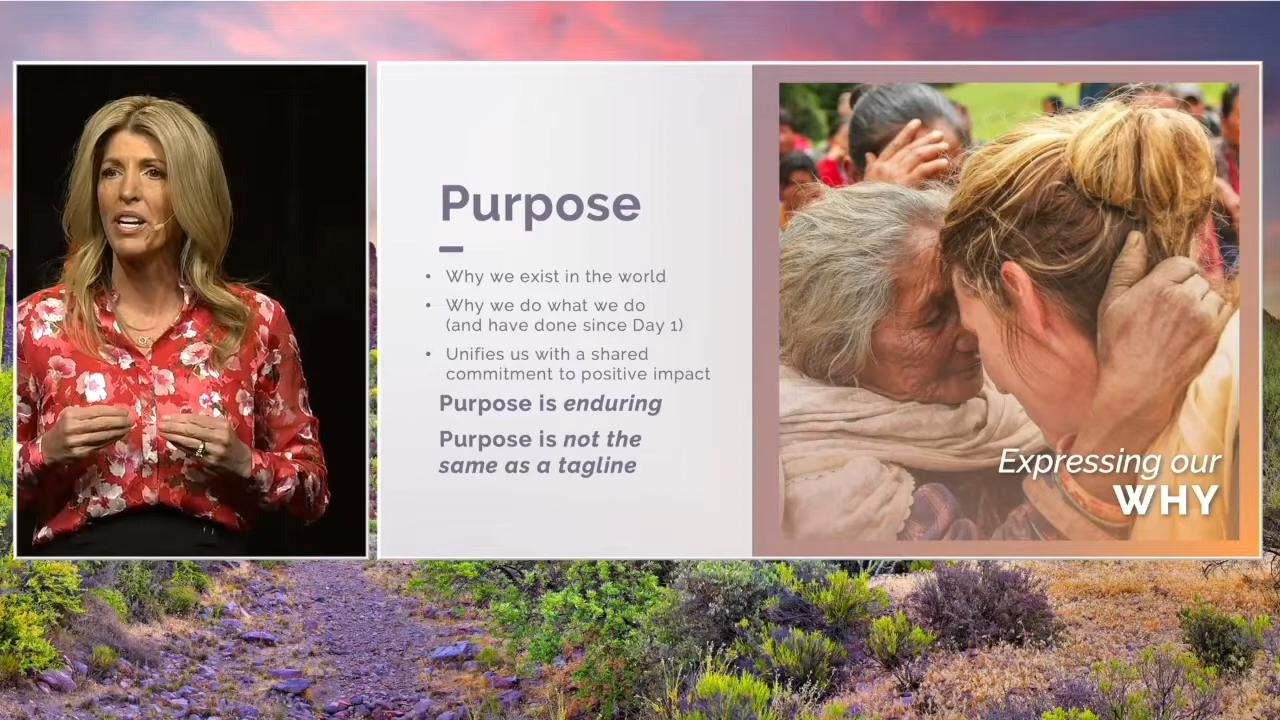 Purpose
• Why we exist in the world
• Why we do what we do
(and have done since Day 1)
• Unifies us with a shared
commitment to positive impact
Purpose is enduring
Purpose is not the
same as a tagline
Expressing our
WHY